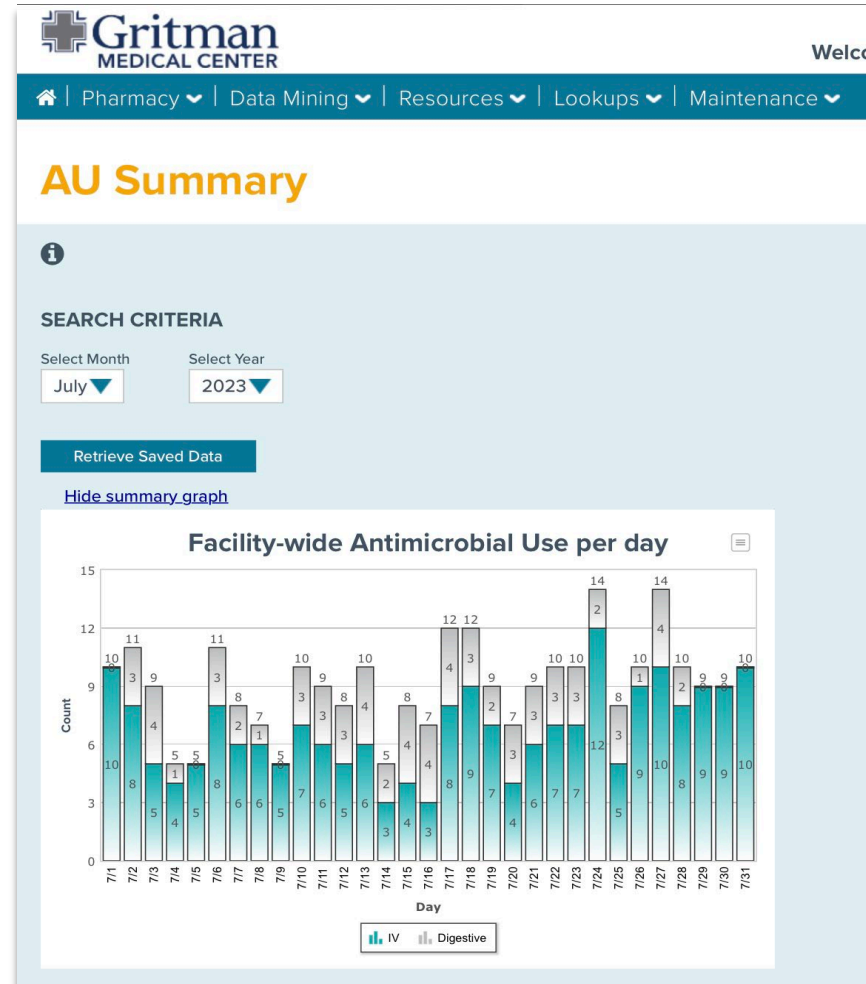 Gritman
MEDICAL CENTER
Welco
Pharmacy | Data Mining | Resources | Lookups | Maintenance
AU Summary
SEARCH CRITERIA
Select Month Select Year
July 2023
Retrieve Saved Data
Hide summary graph
Facility-wide Antimicrobial Use per day
Count
15
12
9
6
3
0
10 11 9 5 5 11 8 7 5 10 9 8 10 5 8 7 12 12 9 7 9 10 10 14 8 10 14 10 9 9 10
0 3 4 1 0 3 2 1 0 3 3 3 4 2 4 4 4 3 2 3 3 3 3 2 3 1 4 2 0 0 0
10 8 5 4 5 8 6 6 5 7 6 5 6 3 4 3 8 9 7 4 6 7 7 12 5 9 10 8 9 9 10
7/1 7/2 7/3 7/4 7/5 7/6 7/7 7/8 7/9 7/10 7/11 7/12 7/13 7/14 7/15 7/16 7/17 7/18 7/19 7/20 7/21 7/22 7/23 7/24 7/25 7/26 7/27 7/28 7/29 7/30 7/31
Day
IV Digestive